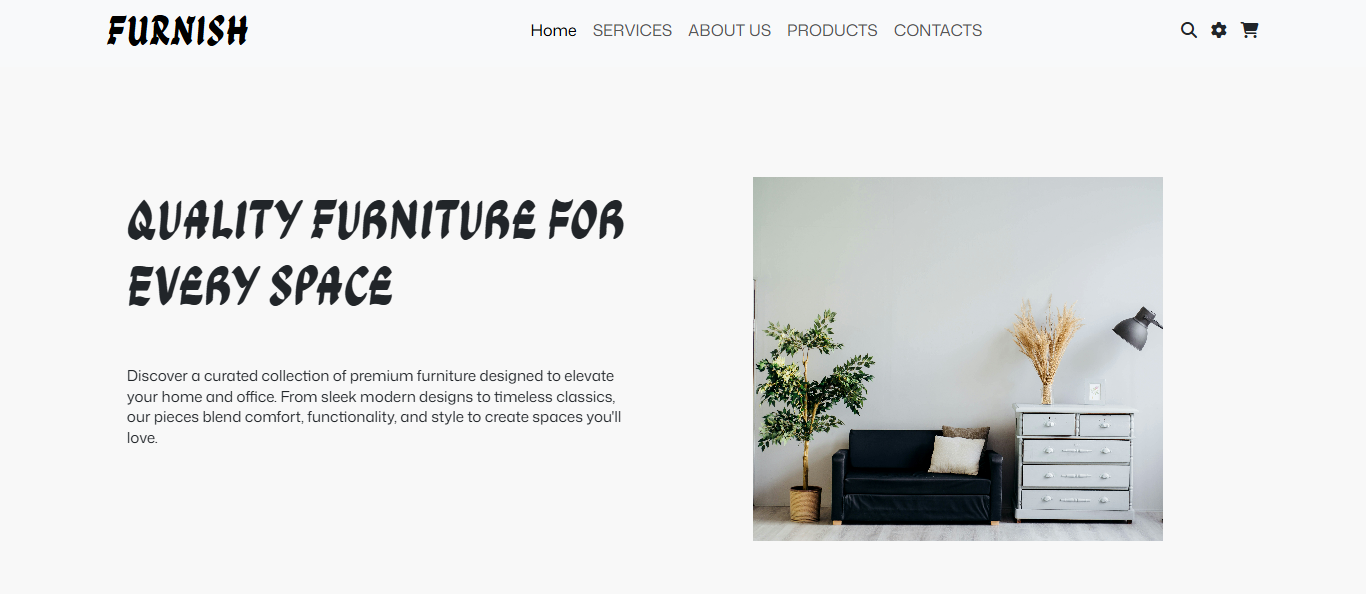 FURNISH
Home SERVICES ABOUT US PRODUCTS CONTACTS
QUALITY FURNITURE FOR
EVERY SPACE
Discover a curated collection of premium furniture designed to elevate
your home and office. From sleek modern designs to timeless classics,
our pieces blend comfort, functionality, and style to create spaces you'll
love.